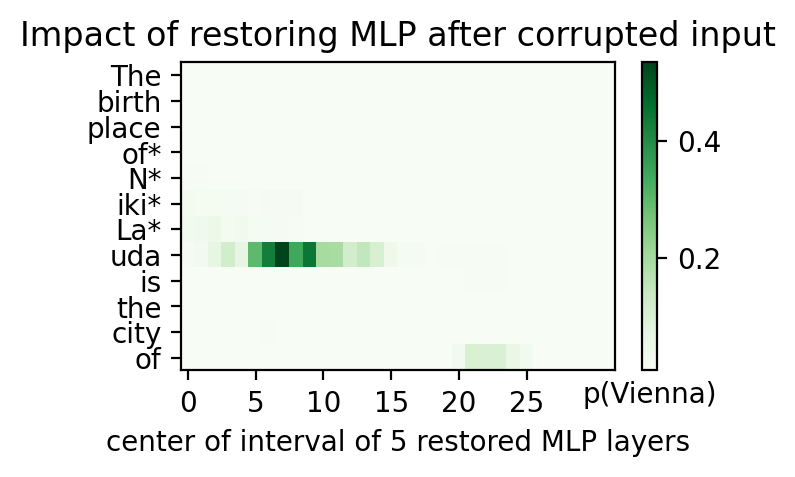 Impact of restoring MLP after corrupted input
The
birth
place
of*
N*
iki*
La*
uda
is
the
city
of
0 5 10 15 20 25
center of interval of 5 restored MLP layers
0.4
0.2
p(Vienna)